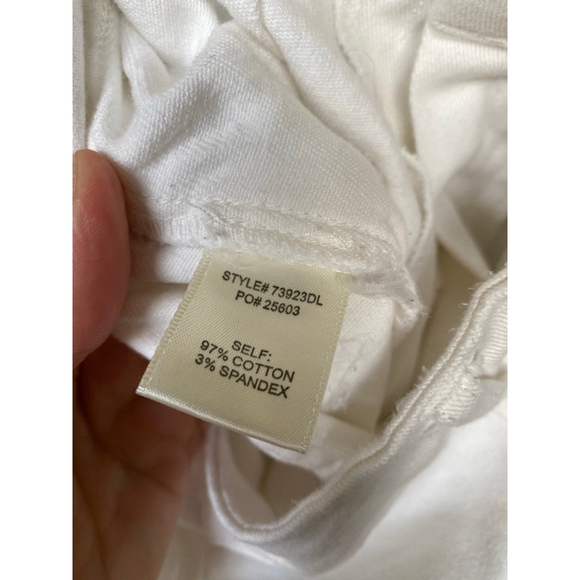 STYLE# 73923DL
PO# 25603
SELF:
97% COTTON
3% SPANDEX